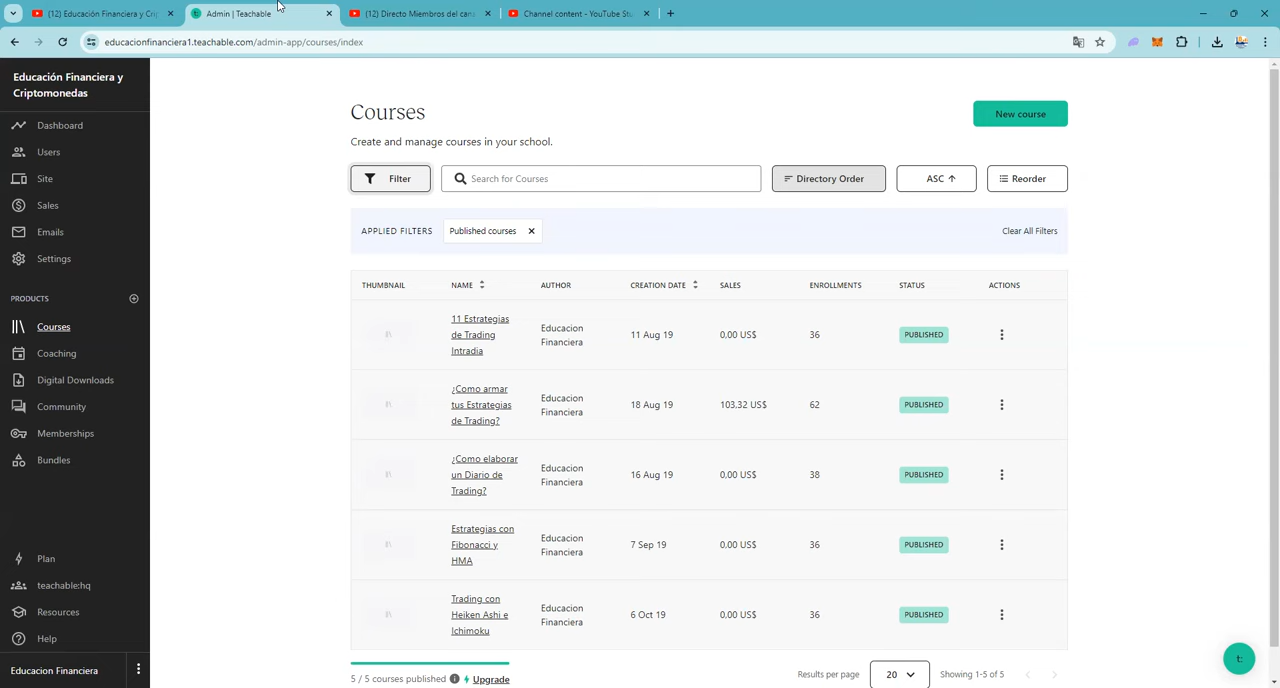 (12) Educación Financiera y Crip
Admin | Teachable
(12) Directo Miembros del cana
Channel content - YouTube Stu
educacionfinanciera1.teachable.com/admin-app/courses/index
Educación Financiera y
Criptomonedas
Dashboard
Users
Site
Sales
Emails
Settings
PRODUCTS
Courses
Coaching
Digital Downloads
Community
Memberships
Bundles
Plan
teachable:hq
Resources
Help
Educacion Financiera
Courses
New course
Create and manage courses in your school.
Filter
Search for Courses
Directory Order
ASC
Reorder
APPLIED FILTERS
Published courses
Clear All Filters
THUMBNAIL NAME AUTHOR CREATION DATE SALES ENROLLMENTS STATUS ACTIONS
11 Estrategias
de Trading
Intradia
Educacion
Financiera
11 Aug 19
0,00 US$
36
PUBLISHED
¿Como armar
tus Estrategias
de Trading?
Educacion
Financiera
18 Aug 19
103,32 US$
62
PUBLISHED
¿Como elaborar
un Diario de
Trading?
Educacion
Financiera
16 Aug 19
0,00 US$
38
PUBLISHED
Estrategias con
Fibonacci y
HMA
Educacion
Financiera
7 Sep 19
0,00 US$
36
PUBLISHED
Trading con
Heiken Ashi e
Ichimoku
Educacion
Financiera
6 Oct 19
0,00 US$
36
PUBLISHED
5 / 5 courses published
Upgrade
Results per page
20
Showing 1-5 of 5
t: